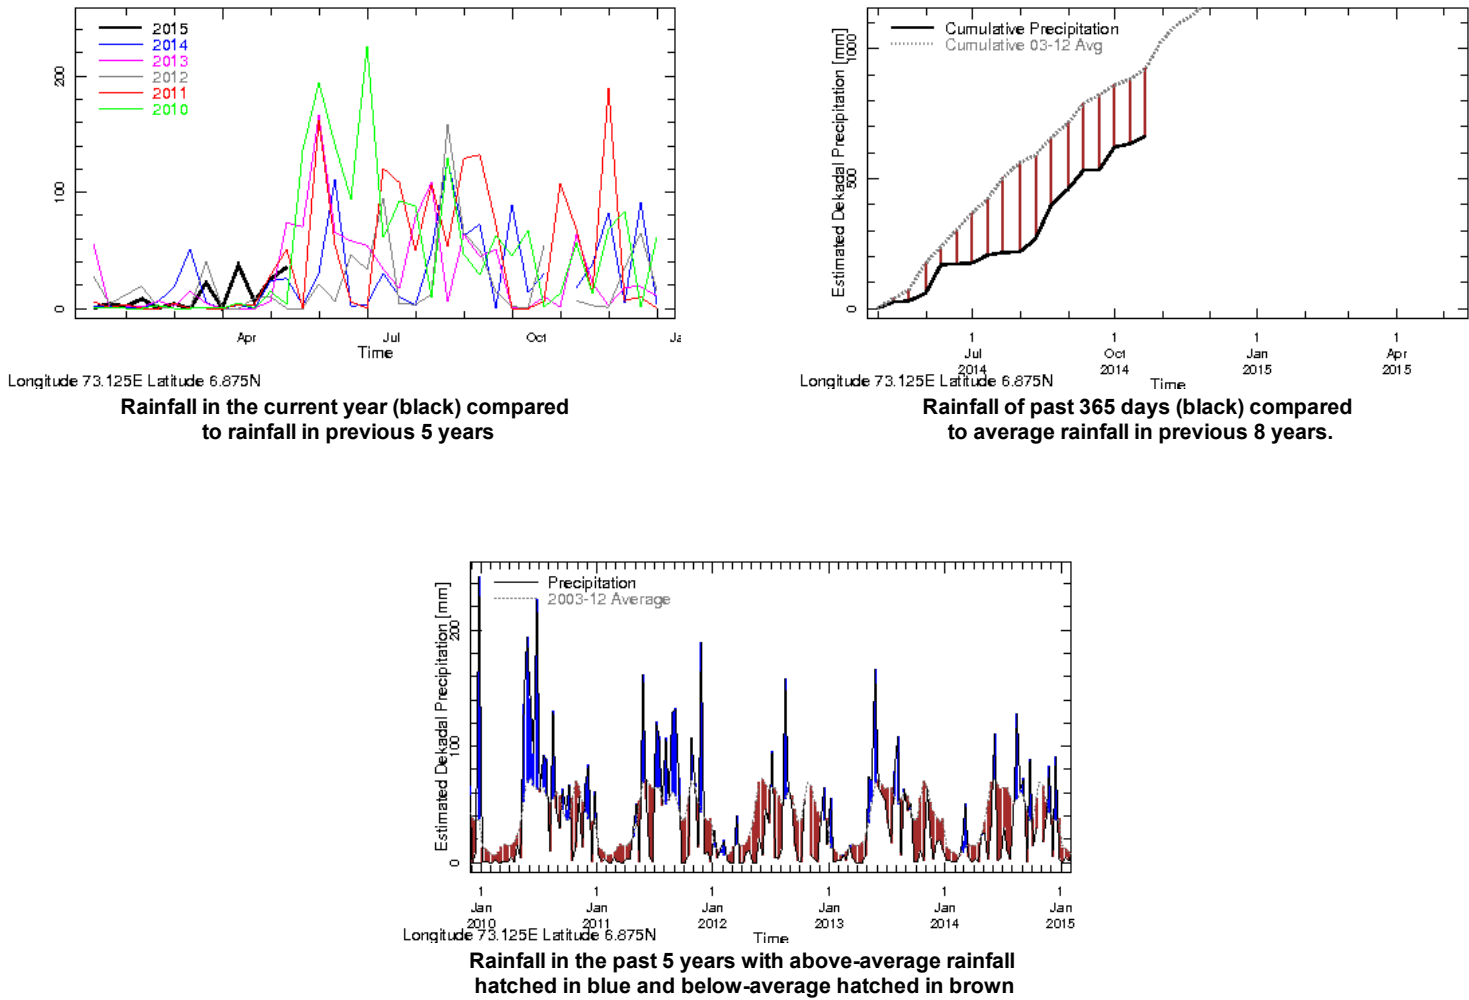 2015
2014
2013
2012
2011
2010
200
100
0
Apr
Jul
Oct
Ja
Time
Longitude 73.125E Latitude 6.875N
Rainfall in the current year (black) compared
to rainfall in previous 5 years
Cumulative Precipitation
Cumulative 03-12 Avg
Estimated Dekadal Precipitation [mm]
1000
500
0
1 Jul 2014
1 Oct 2014
1 Jan 2015
1 Apr 2015
Time
Longitude 73.125E Latitude 6.875N
Rainfall of past 365 days (black) compared
to average rainfall in previous 8 years.
Precipitation
2003-12 Average
Estimated Dekadal Precipitation [mm]
200
100
0
1 Jan 2010
1 Jan 2011
1 Jan 2012
1 Jan 2013
1 Jan 2014
1 Jan 2015
Time
Longitude 73.125E Latitude 6.875N
Rainfall in the past 5 years with above-average rainfall
hatched in blue and below-average hatched in brown